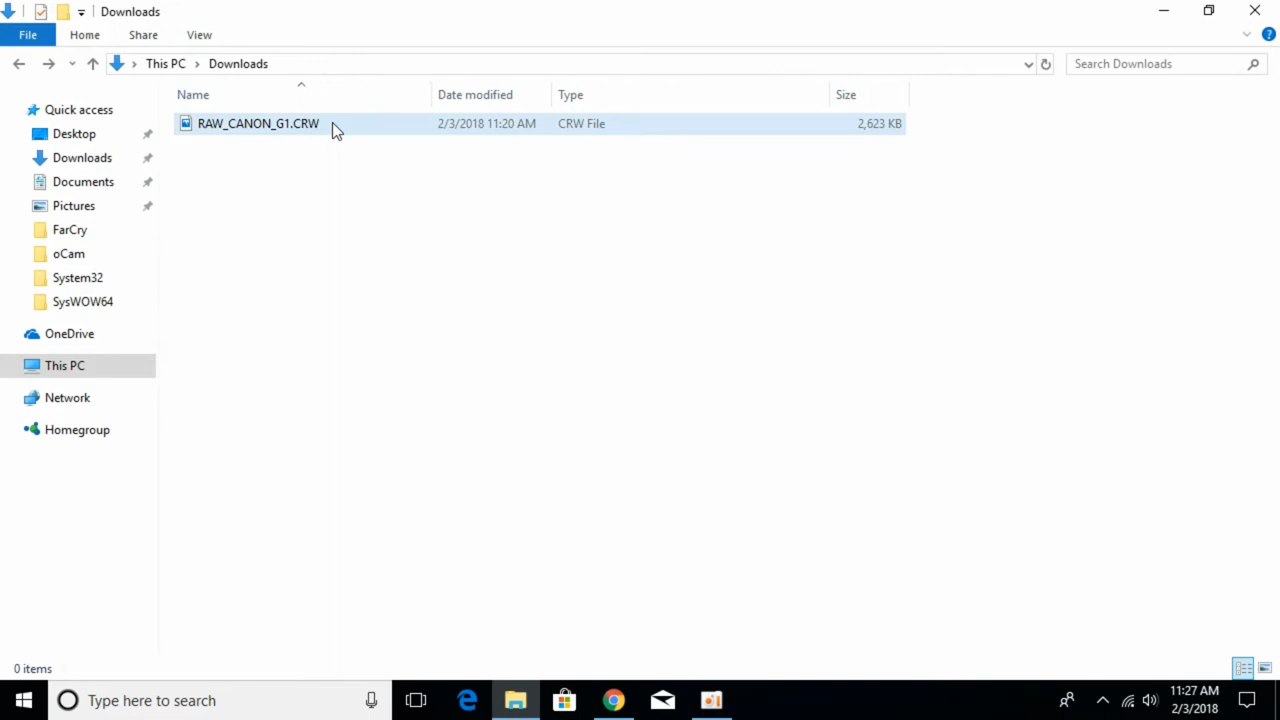 Downloads
File Home Share View
This PC Downloads Search Downloads
Name Date modified Type Size
RAW_CANON_G1.CRW 2/3/2018 11:20 AM CRW File 2,623 KB
Quick access
Desktop
Downloads
Documents
Pictures
FarCry
oCam
System32
SysWOW64
OneDrive
This PC
Network
Homegroup
0 items
Type here to search
11:27 AM
2/3/2018